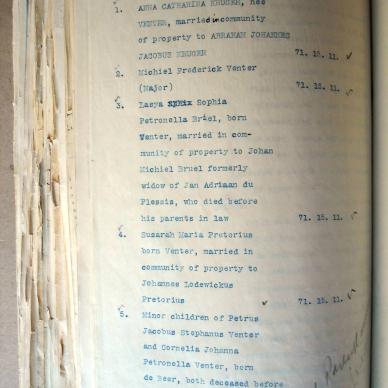 1. ANNA CATHARINA KRUGER, nee
VENTER, married in community
of property to ABRAHAM JOHANNES
JACOBUS KRUGER 71. 15. 11. ✓
2. Michiel Frederick Venter
(Major) 71. 15. 11. ✓
3. Lasya Sophia
Petronella Briel, born
Venter, married in com-
munity of property to Johan
Michiel Bruel formerly
widow of Jan Adriaan du
Plessis, who died before
his parents in law 71. 15. 11. ✓
4. Susarah Maria Pretorius
born Venter, married in
community of property to
Johannes Lodewickus
Pretorius ✓ 71. 15. 11. ✓
5. Minor children of Petrus
Jacobus Stephanus Venter
and Cornelia Johanna
Petronella Venter, born
de Beer, both deceased before